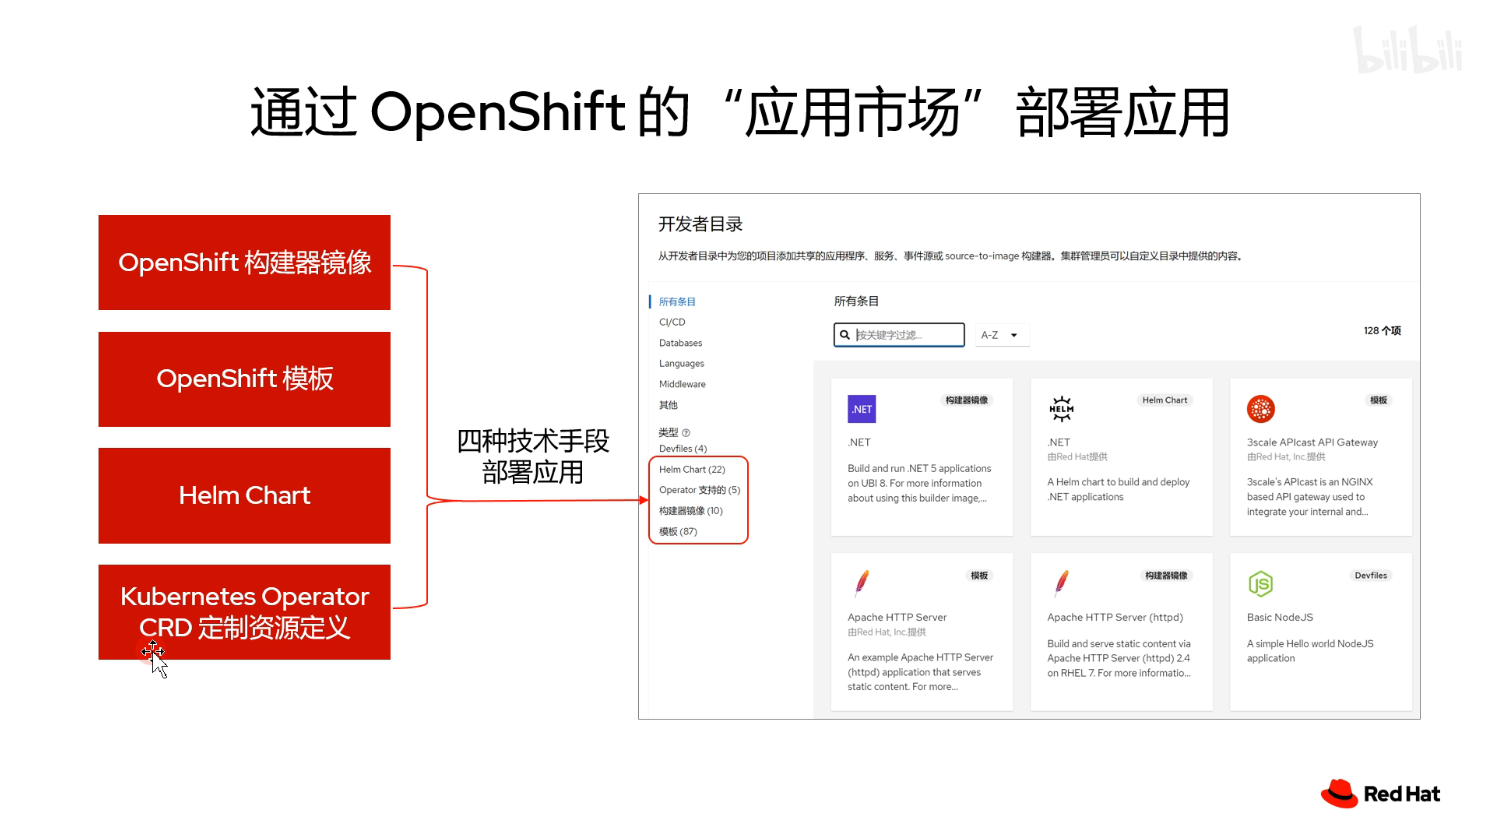 bilibili
通过 OpenShift 的“应用市场”部署应用
OpenShift 构建器镜像
OpenShift 模板
Helm Chart
Kubernetes Operator
CRD 定制资源定义
四种技术手段
部署应用
开发者目录
从开发者目录中为您的项目添加共享的应用程序、服务、事件源或 source-to-image 构建器。集群管理员可以自定义目录中提供的内容。
所有条目
CI/CD
Databases
Languages
Middleware
其他
类型
Devfiles (4)
Helm Chart (22)
Operator 支持的 (5)
构建器镜像 (10)
模板 (87)
所有条目
按关键字过滤...
A-Z
128 个项
.NET
构建器镜像
.NET
Build and run .NET 5 applications
on UBI 8. For more information
about using this builder image,...
HELM
Helm Chart
.NET
由Red Hat提供
A Helm chart to build and deploy
.NET applications
模板
3scale APIcast API Gateway
由Red Hat, Inc.提供
3scale's APIcast is an NGINX
based API gateway used to
integrate your internal and...
模板
Apache HTTP Server
由Red Hat, Inc.提供
An example Apache HTTP Server
(httpd) application that serves
static content. For more...
构建器镜像
Apache HTTP Server (httpd)
Build and serve static content via
Apache HTTP Server (httpd) 2.4
on RHEL 7. For more informatio...
JS
Devfiles
Basic NodeJS
A simple Hello world NodeJS
application
Red Hat